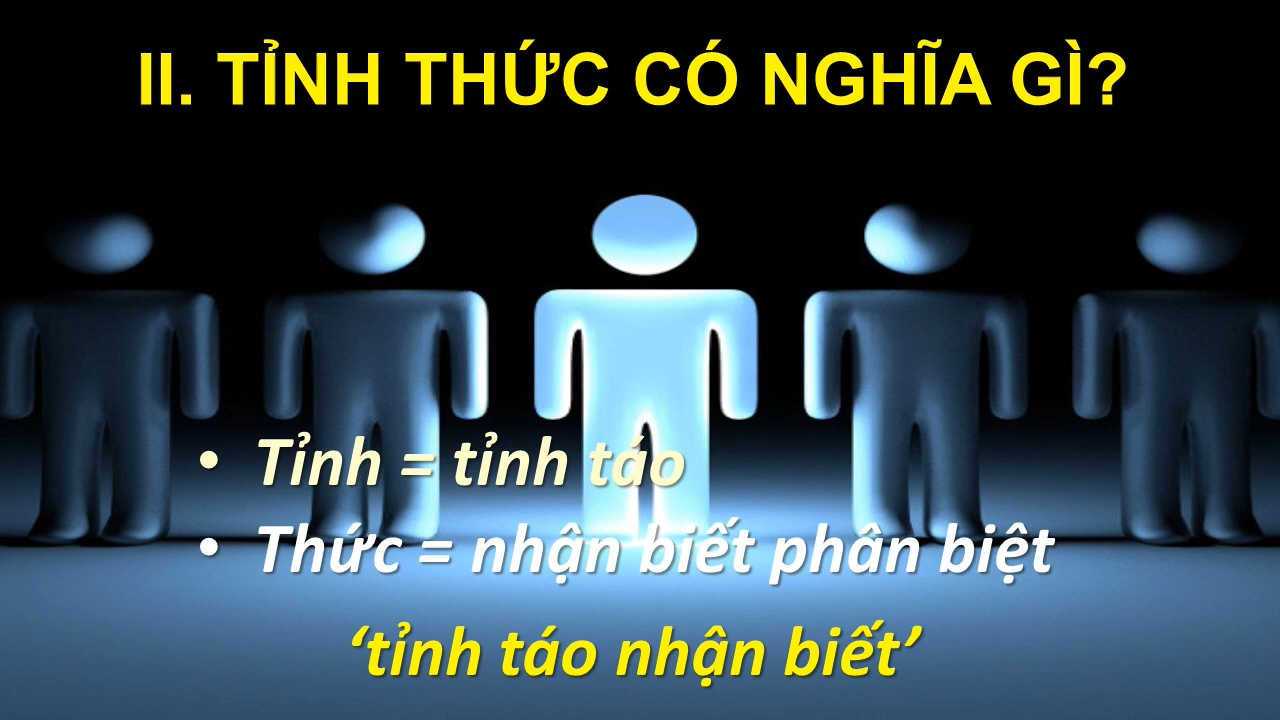 II. TỈNH THỨC CÓ NGHĨA GÌ?
• Tỉnh = tỉnh táo
• Thức = nhận biết phân biệt
‘tỉnh táo nhận biết’